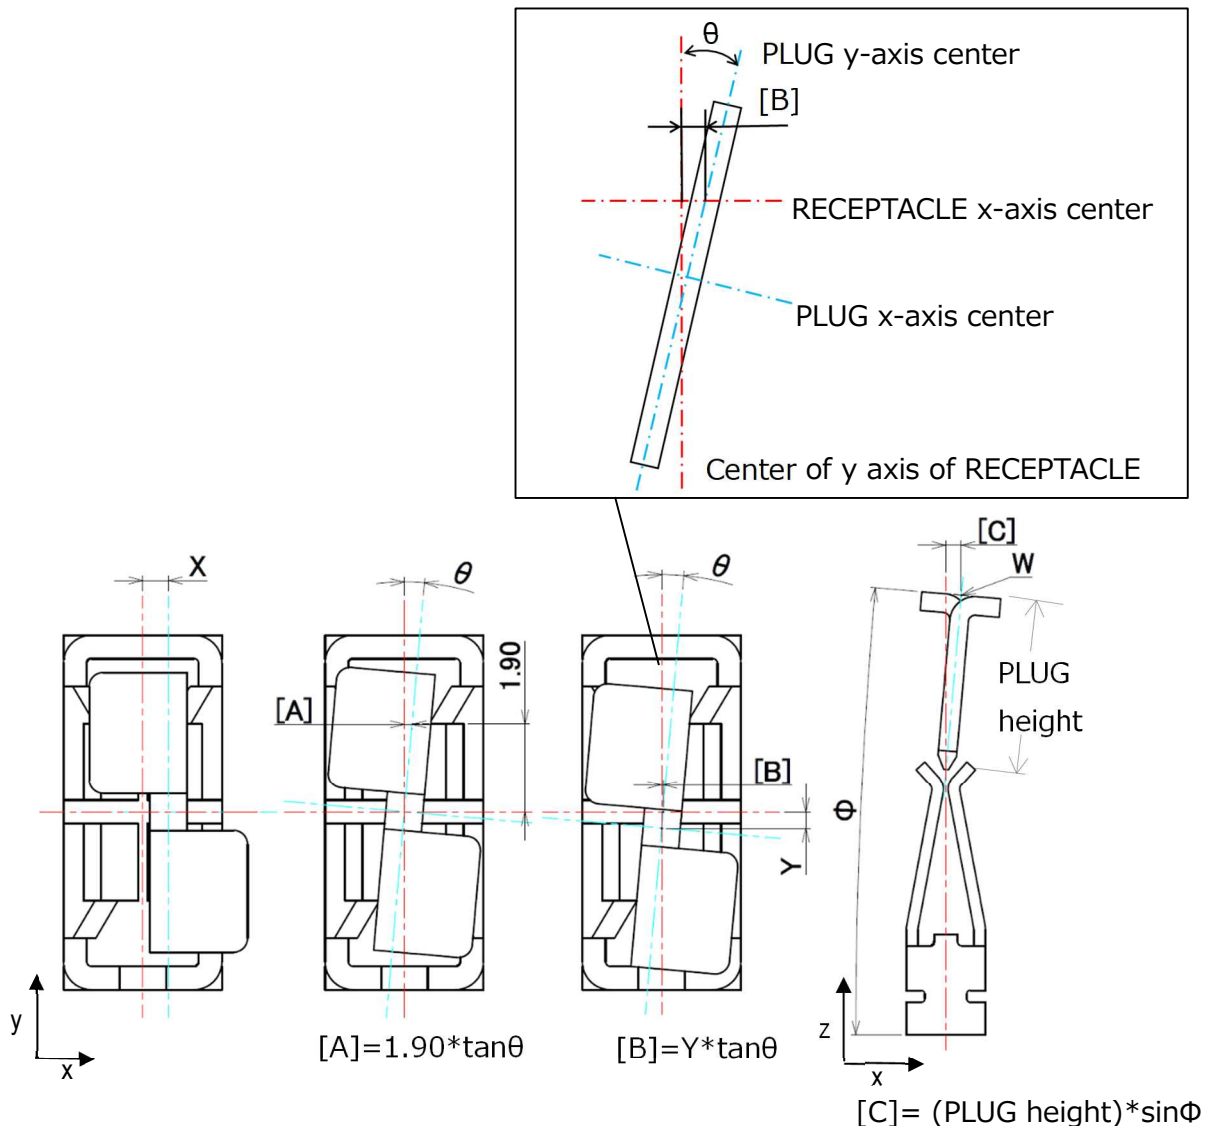 θ
PLUG y-axis center
[B]
RECEPTACLE x-axis center
PLUG x-axis center
Center of y axis of RECEPTACLE
X
θ
θ
[C]
W
1.90
[A]
[B]
PLUG
height
Φ
Y
y
x
[A]=1.90*tanθ
[B]=Y*tanθ
z
x
[C]= (PLUG height)*sinΦ